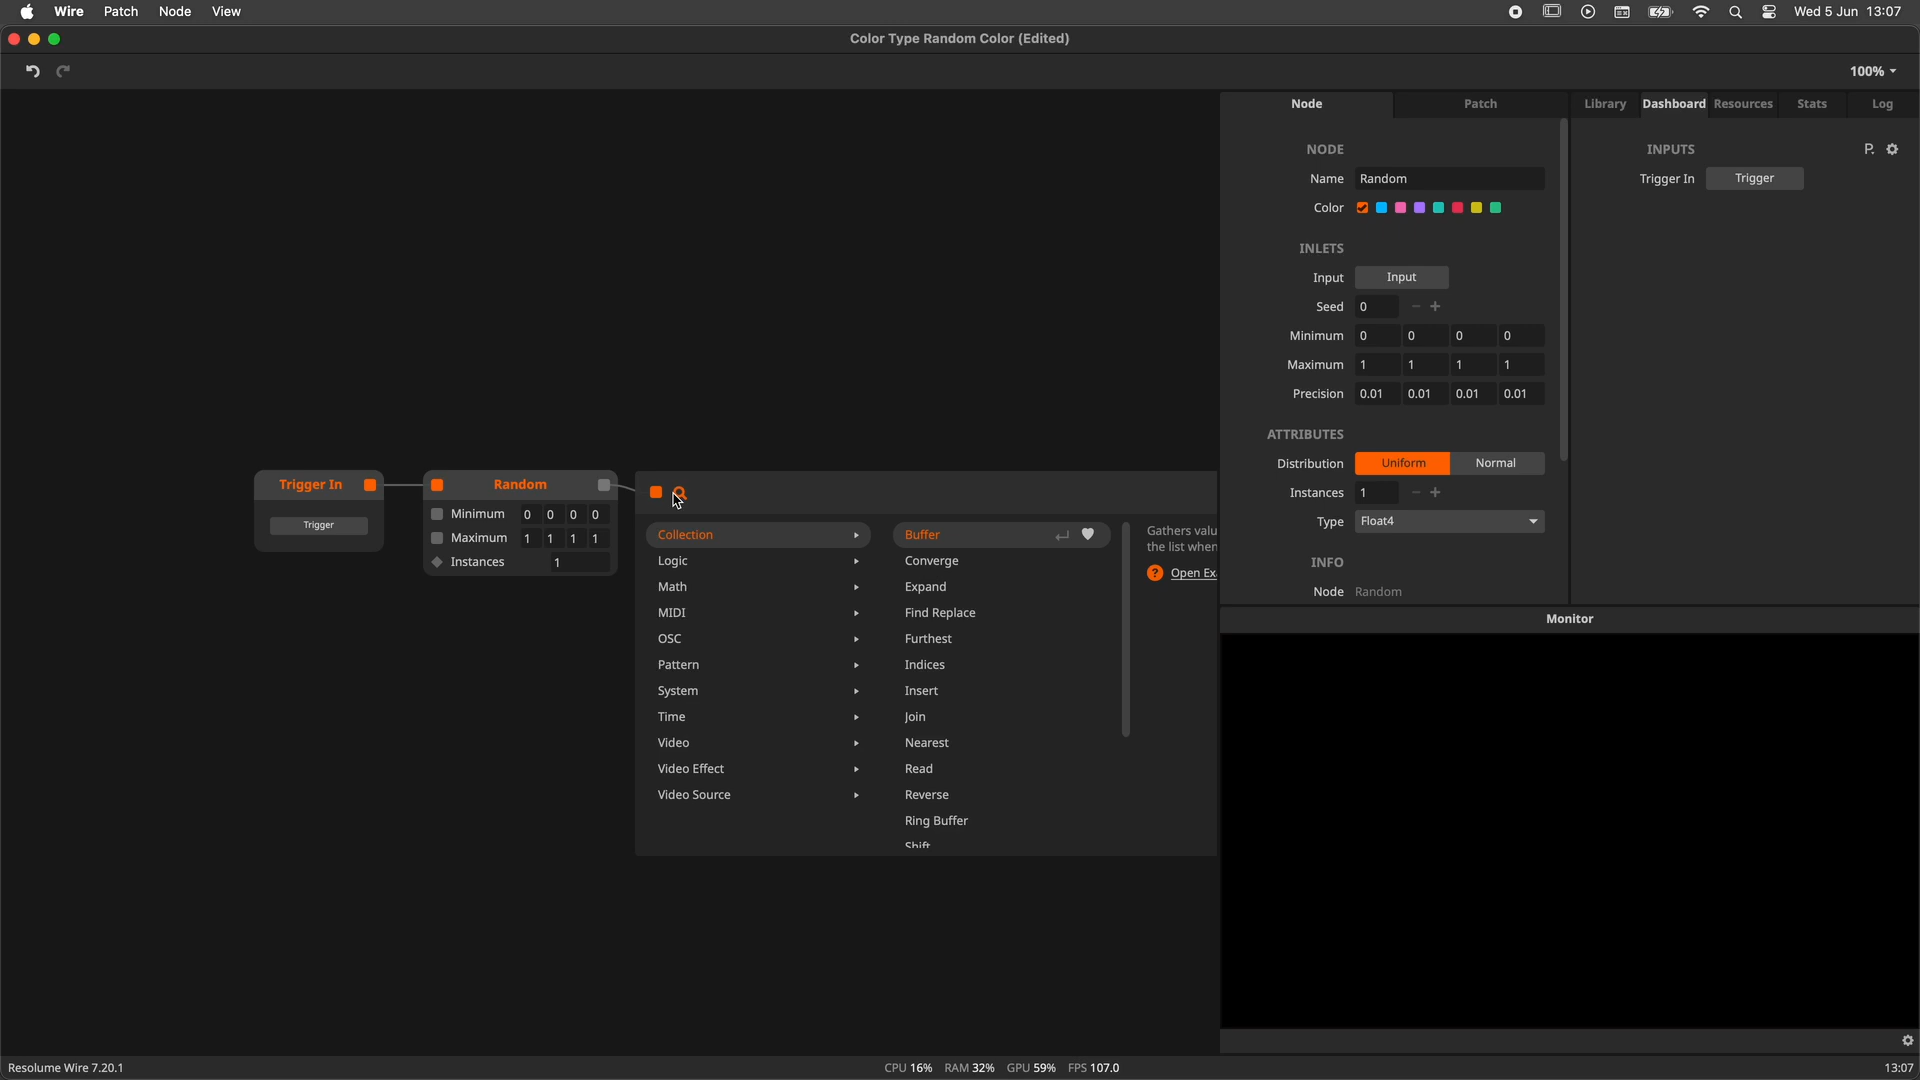 Wire Patch Node View
Wed 5 Jun 13:07
Color Type Random Color (Edited)
100%
Node Patch
Library Dashboard Resources Stats Log
NODE
Name Random
Color
INLETS
Input Input
Seed 0 − +
Minimum 0 0 0 0
Maximum 1 1 1 1
Precision 0.01 0.01 0.01 0.01
ATTRIBUTES
Distribution Uniform Normal
Instances 1 − +
Type Float4
INFO
Node Random
INPUTS P.
Trigger In Trigger
Trigger In
Trigger
Random
Minimum 0 0 0 0
Maximum 1 1 1 1
Instances 1
Collection
Logic
Math
MIDI
OSC
Pattern
System
Time
Video
Video Effect
Video Source
Buffer
Converge
Expand
Find Replace
Furthest
Indices
Insert
Join
Nearest
Read
Reverse
Ring Buffer
Shift
Gathers valu
the list when
? Open Ex
Monitor
Resolume Wire 7.20.1
CPU 16% RAM 32% GPU 59% FPS 107.0
13:07